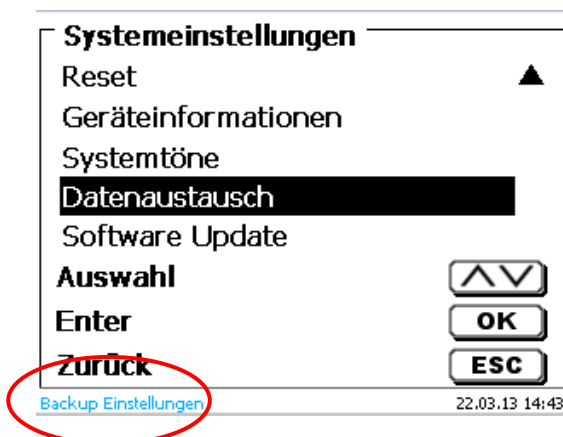 Systemeinstellungen
Reset
Geräteinformationen
Systemtöne
Datenaustausch
Software Update
Auswahl
Enter OK
Zurück ESC
Backup Einstellungen 22.03.13 14:43